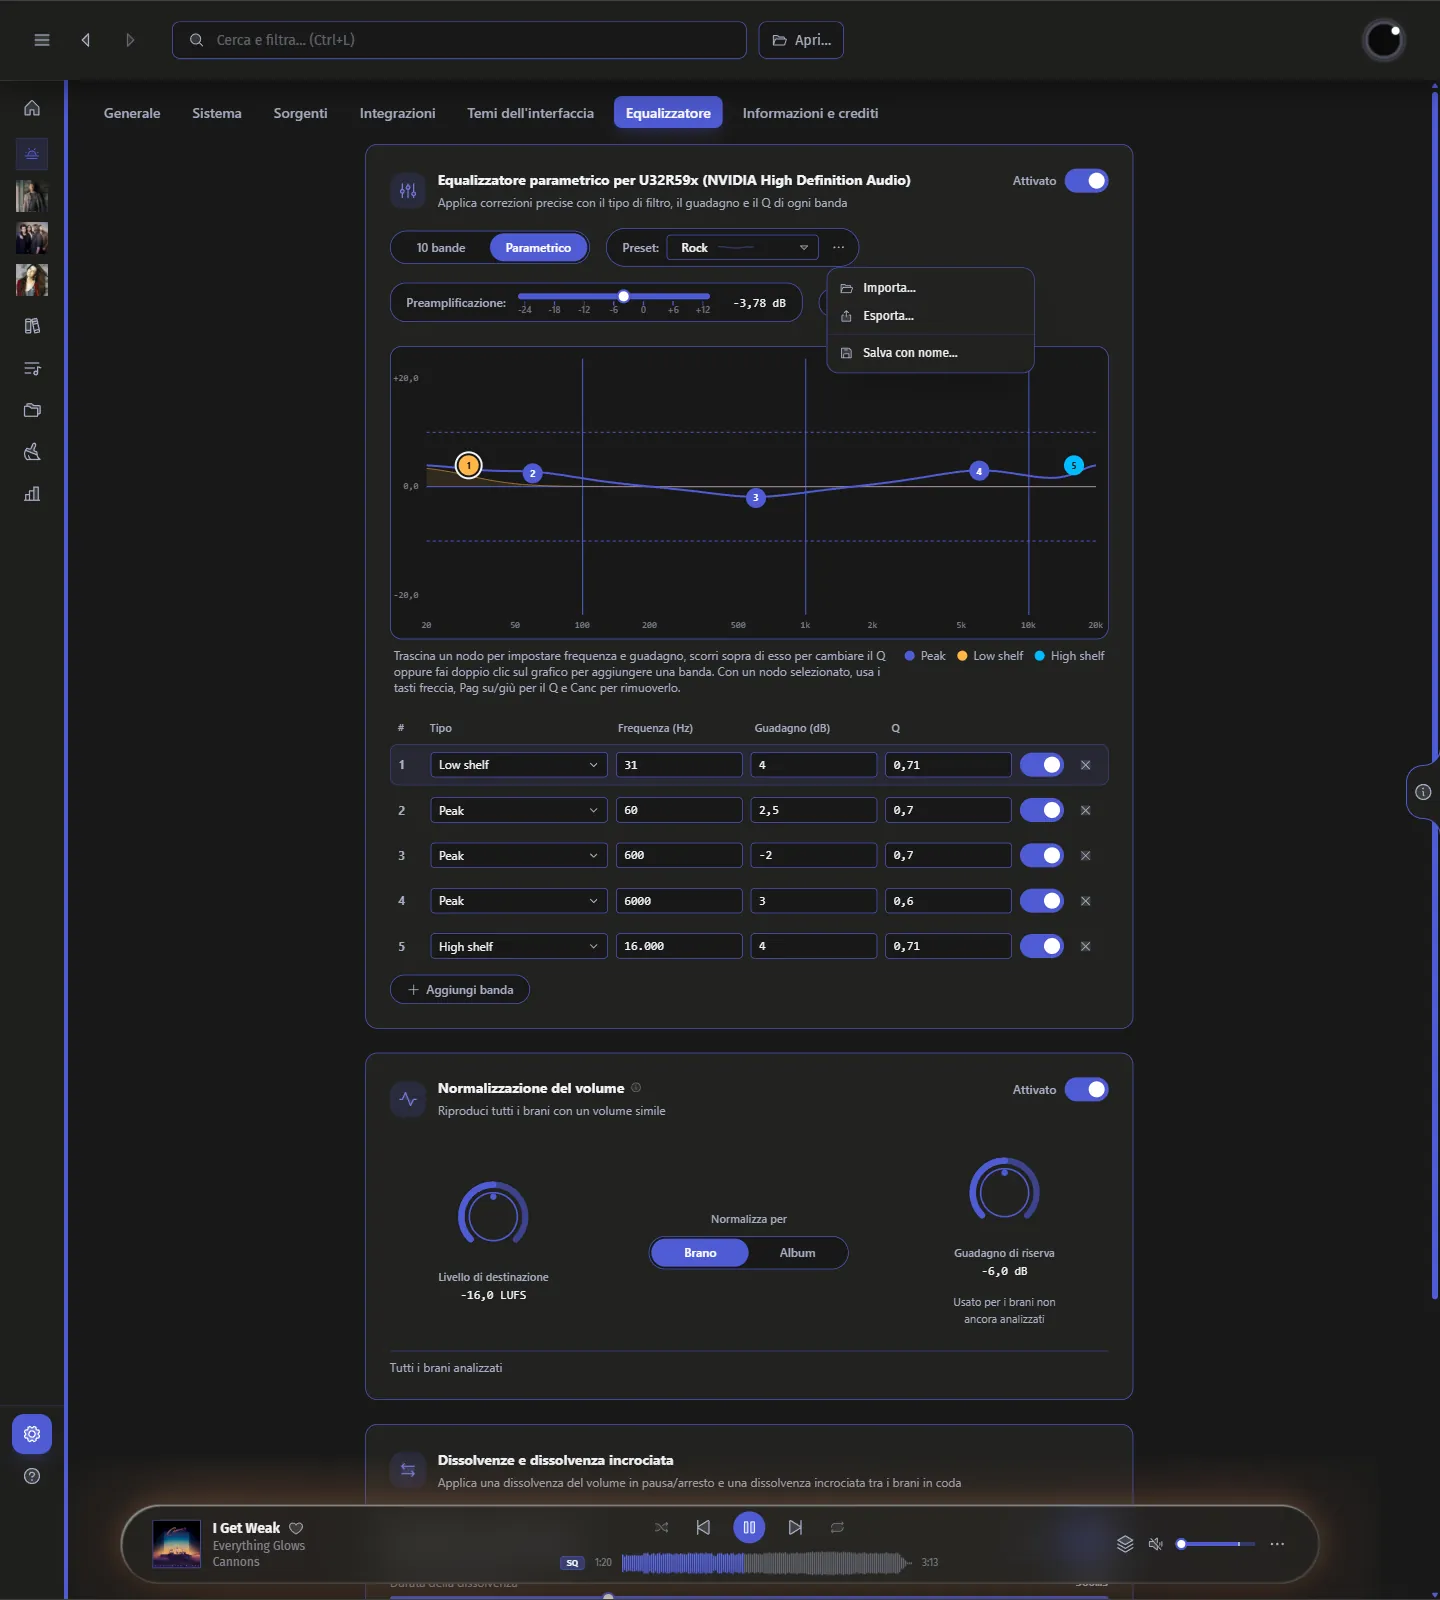 Cerca e filtra... (Ctrl+L)
Apri...
Generale
Sistema
Sorgenti
Integrazioni
Temi dell'interfaccia
Equalizzatore
Informazioni e crediti
Equalizzatore parametrico per U32R59x (NVIDIA High Definition Audio)
Attivato
Applica correzioni precise con il tipo di filtro, il guadagno e il Q di ogni banda
10 bande
Parametrico
Preset:
Rock
Importa...
Esporta...
Salva con nome...
Preamplificazione:
-24 -18 -12 -6 0 +6 +12
-3,78 dB
+20,0
0,0
-20,0
1
2
3
4
5
20 50 100 200 500 1k 2k 5k 10k 20k
Trascina un nodo per impostare frequenza e guadagno, scorri sopra di esso per cambiare il Q
oppure fai doppio clic sul grafico per aggiungere una banda. Con un nodo selezionato, usa i
tasti freccia, Pag su/giù per il Q e Canc per rimuoverlo.
Peak
Low shelf
High shelf
# Tipo Frequenza (Hz) Guadagno (dB) Q
1 Low shelf 31 4 0,71
2 Peak 60 2,5 0,7
3 Peak 600 -2 0,7
4 Peak 6000 3 0,6
5 High shelf 16.000 4 0,71
Aggiungi banda
Normalizzazione del volume
Attivato
Riproduci tutti i brani con un volume simile
Livello di destinazione
-16,0 LUFS
Normalizza per
Brano
Album
Guadagno di riserva
-6,0 dB
Usato per i brani non
ancora analizzati
Tutti i brani analizzati
Dissolvenze e dissolvenza incrociata
Applica una dissolvenza del volume in pausa/arresto e una dissolvenza incrociata tra i brani in coda
I Get Weak
Everything Glows
Cannons
SQ
1:20
3:13
Durata della dissolvenza